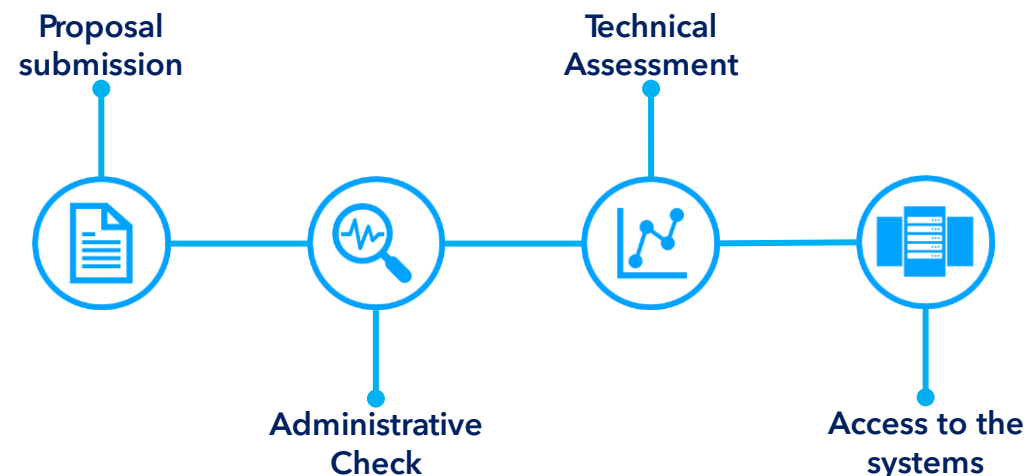 Proposal
submission
Technical
Assessment
Administrative
Check
Access to the
systems